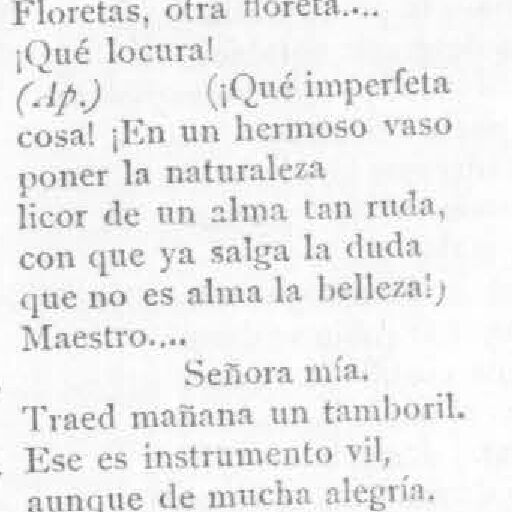 Floretas, otra floreta....
¡Qué locura!
(Ap.) (¡Qué imperfeta
cosa! ¡En un hermoso vaso
poner la naturaleza
licor de un alma tan ruda,
con que ya salga la duda
que no es alma la belleza!)
Maestro....
Señora mía.
Traed mañana un tamboril.
Ese es instrumento vil,
aunque de mucha alegría.